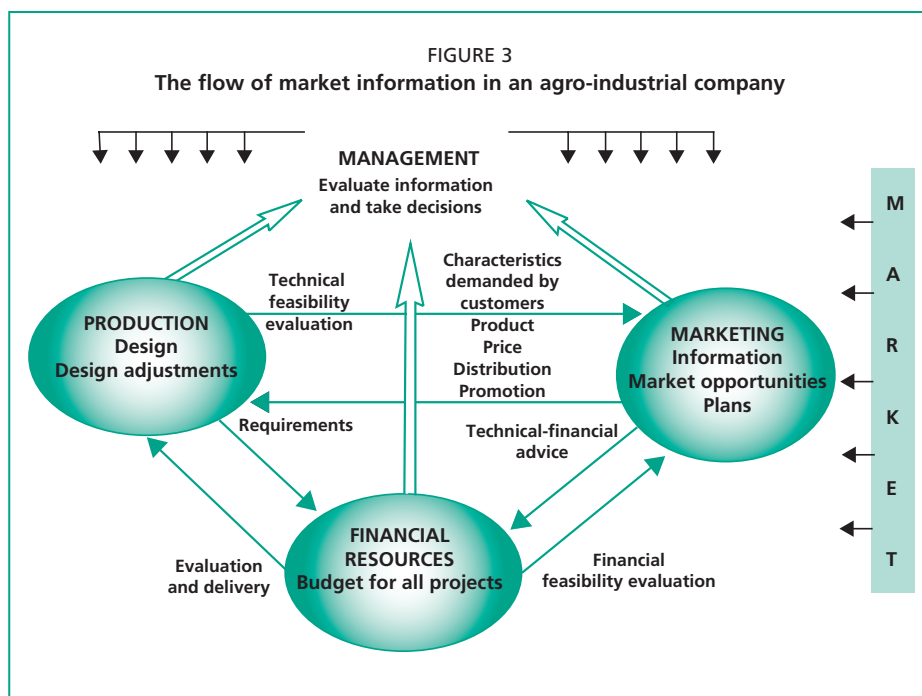 FIGURE 3
The flow of market information in an agro-industrial company
MANAGEMENT
Evaluate information
and take decisions
Technical
feasibility
evaluation
Characteristics
demanded by
customers
Product
Price
Distribution
Promotion
PRODUCTION
Design
Design adjustments
MARKETING
Information
Market opportunities
Plans
Requirements
Technical-financial
advice
FINANCIAL
RESOURCES
Budget for all projects
Evaluation
and delivery
Financial
feasibility evaluation
M
A
R
K
E
T